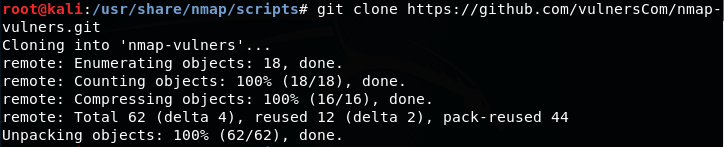 root@kali:/usr/share/nmap/scripts# git clone https://github.com/vulnersCom/nmap-
vulners.git
Cloning into 'nmap-vulners'...
remote: Enumerating objects: 18, done.
remote: Counting objects: 100% (18/18), done.
remote: Compressing objects: 100% (16/16), done.
remote: Total 62 (delta 4), reused 12 (delta 2), pack-reused 44
Unpacking objects: 100% (62/62), done.